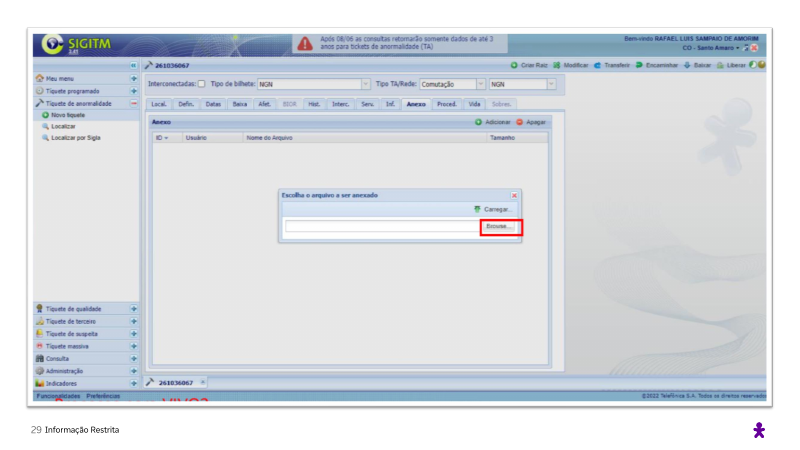 SIGITM
2.21
Após 08/06 as consultas retornarão somente dados de até 3
anos para tickets de anormalidade (TA)
Bem-vindo RAFAEL LUIS SAMPAIO DE AMORIM
CO - Santo Amaro
261036067
Criar Raiz Modificar Transferir Encaminhar Baixar Liberar
Meu menu
Tíquete programado
Tíquete de anormalidade
Novo tíquete
Localizar
Localizar por Sigla
Interconectadas: Tipo de bilhete: NGN Tipo TA/Rede: Comutação NGN
Local. Defin. Datas Baixa Afet. Hist. Interc. Serv. Inf. Anexo Proced. Vida Sobres.
Anexo Adicionar Apagar
ID Usuário Nome do Arquivo Tamanho
Escolha o arquivo a ser anexado
Carregar...
Browse...
Tíquete de qualidade
Tíquete de terceiro
Tíquete de suspeita
Tíquete massiva
Consulta
Administração
Indicadores
261036067
Funcionalidades Preferências
©2022 Telefônica S.A. Todos os direitos reservados
29 Informação Restrita